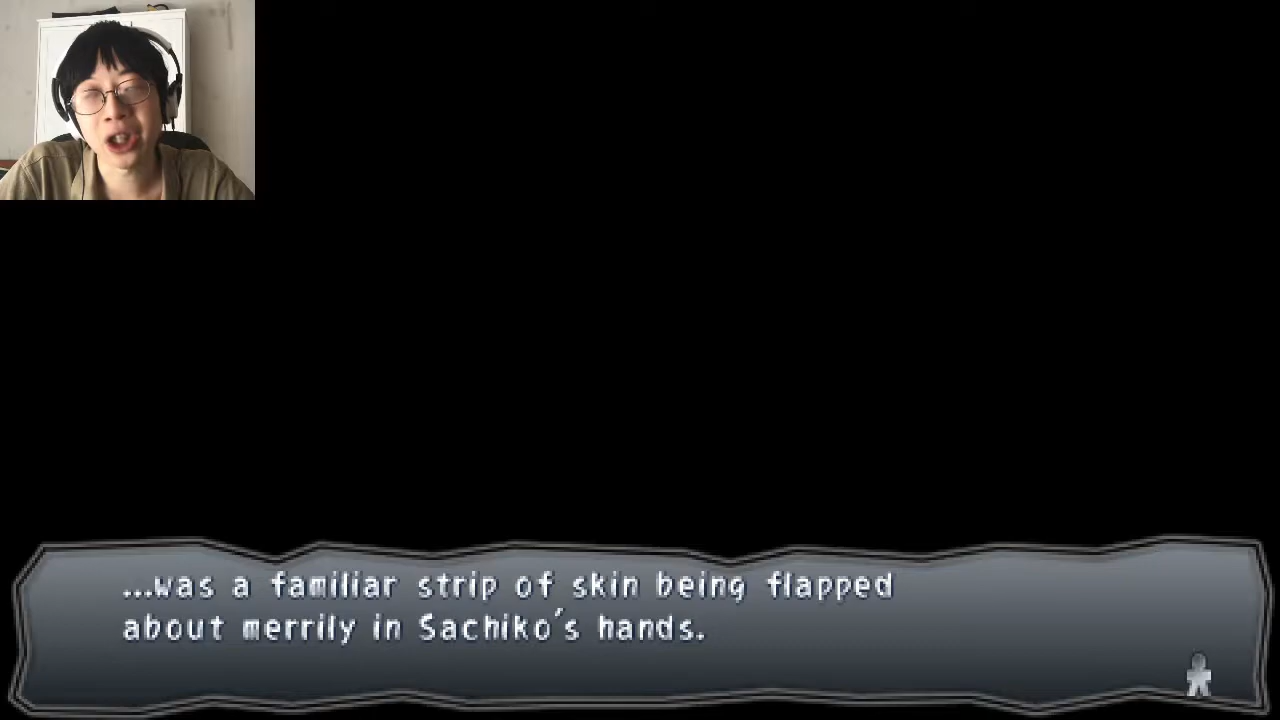 ...was a familiar strip of skin being flapped
about merrily in Sachiko's hands.